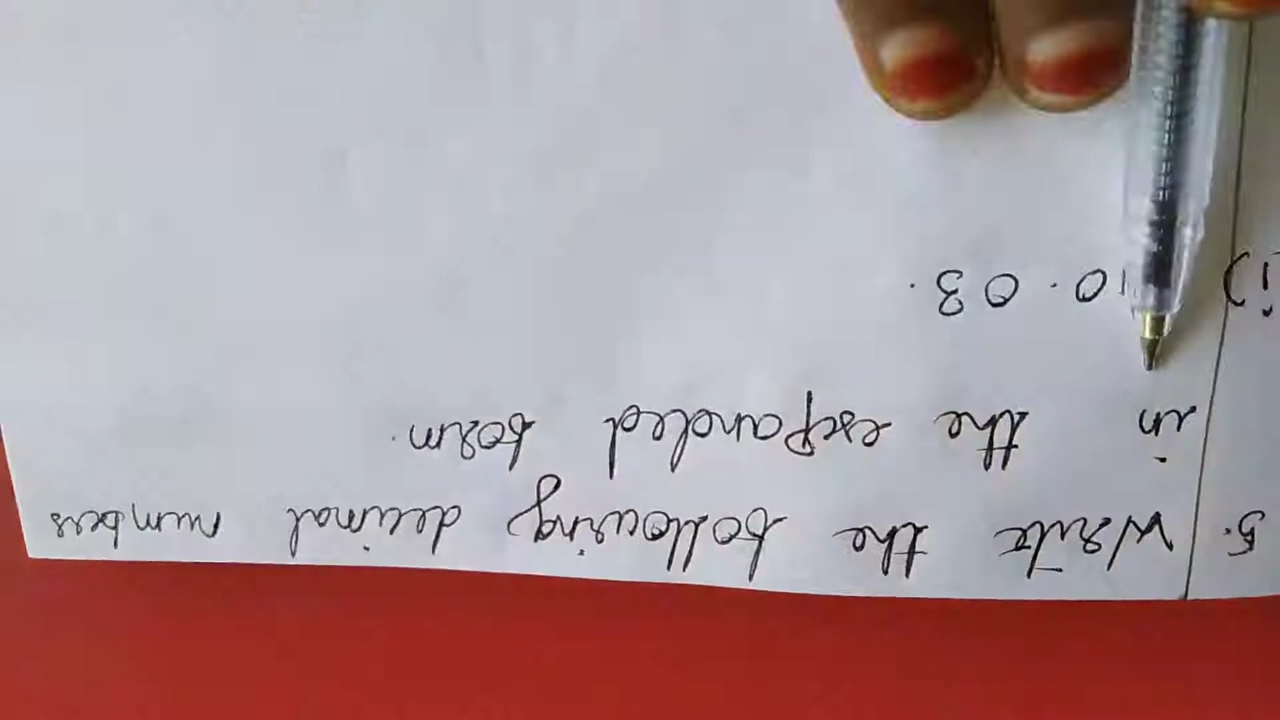 5. Write the following decimal numbers
in the expanded form.
i) 10.03.